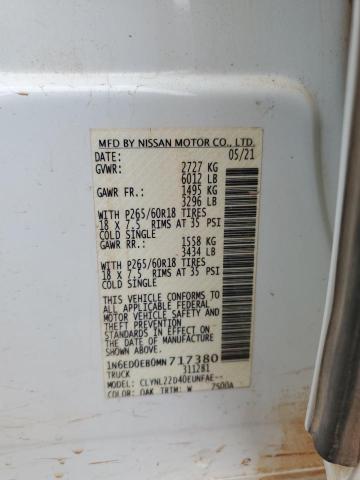 MFD BY NISSAN MOTOR CO., LTD.
DATE: 05/21
GVWR: 2727 KG
6012 LB
GAWR FR: 1495 KG
3296 LB
WITH P265/60R18 TIRES
18 X 7.5 RIMS AT 35 PSI
COLD SINGLE
GAWR RR: 1558 KG
3434 LB
WITH P265/60R18 TIRES
18 X 7.5 RIMS AT 35 PSI
COLD SINGLE
THIS VEHICLE CONFORMS TO
ALL APPLICABLE FEDERAL
MOTOR VEHICLE SAFETY
STANDARDS IN EFFECT ON
THE DATE OF MANUFACTURE
SHOWN ABOVE.
1N6ED0EB0MN717380
TRUCK 311281
MODEL: CLYNLZZD40EUNFAE--
COLOR: QAK TRIM: W 7500A